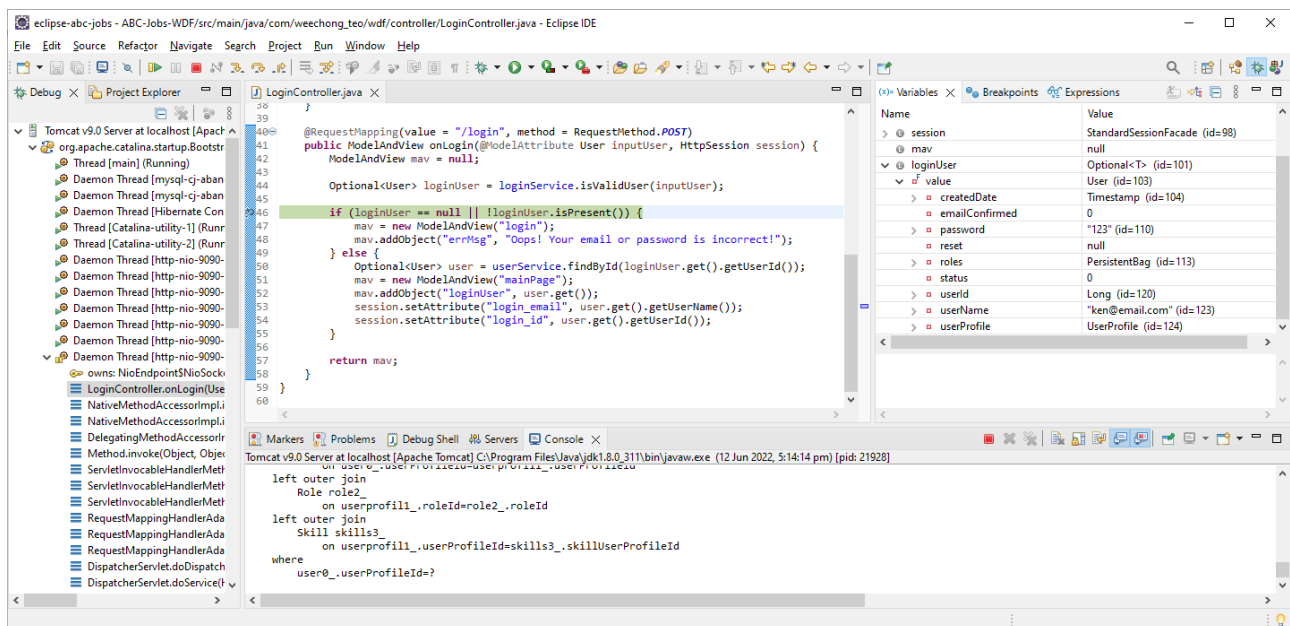 eclipse-abc-jobs - ABC-Jobs-WDF/src/main/java/com/weechong_teo/wdf/controller/LoginController.java - Eclipse IDE
File Edit Source Refactor Navigate Search Project Run Window Help
Debug Project Explorer
Tomcat v9.0 Server at localhost [Apach
org.apache.catalina.startup.Bootstr
Thread [main] (Running)
Daemon Thread [mysql-cj-aban
Daemon Thread [mysql-cj-aban
Daemon Thread [Hibernate Con
Thread [Catalina-utility-1] (Runr
Thread [Catalina-utility-2] (Runr
Daemon Thread [http-nio-9090-
Daemon Thread [http-nio-9090-
Daemon Thread [http-nio-9090-
Daemon Thread [http-nio-9090-
Daemon Thread [http-nio-9090-
Daemon Thread [http-nio-9090-
Daemon Thread [http-nio-9090-
owns: NioEndpoint$NioSock
LoginController.onLogin(Use
NativeMethodAccessorImpl.i
NativeMethodAccessorImpl.i
DelegatingMethodAccessorIr
Method.invoke(Object, Objec
ServletInvocableHandlerMeth
ServletInvocableHandlerMeth
ServletInvocableHandlerMeth
RequestMappingHandlerAda
RequestMappingHandlerAda
RequestMappingHandlerAda
DispatcherServlet.doDispatch
DispatcherServlet.doService(H
LoginController.java
38 }
39
40 @RequestMapping(value = "/login", method = RequestMethod.POST)
41 public ModelAndView onLogin(@ModelAttribute User inputUser, HttpSession session) {
42 ModelAndView mav = null;
43
44 Optional<User> loginUser = loginService.isValidUser(inputUser);
45
46 if (loginUser == null || !loginUser.isPresent()) {
47 mav = new ModelAndView("login");
48 mav.addObject("errMsg", "Oops! Your email or password is incorrect!");
49 } else {
50 Optional<User> user = userService.findById(loginUser.get().getUserId());
51 mav = new ModelAndView("mainPage");
52 mav.addObject("loginUser", user.get());
53 session.setAttribute("login_email", user.get().getUserName());
54 session.setAttribute("login_id", user.get().getUserId());
55 }
56
57 return mav;
58 }
59 }
60
(x)= Variables Breakpoints Expressions
Name Value
session StandardSessionFacade (id=98)
mav null
loginUser Optional<T> (id=101)
value User (id=103)
createdDate Timestamp (id=104)
emailConfirmed 0
password "123" (id=110)
reset null
roles PersistentBag (id=113)
status 0
userId Long (id=120)
userName "ken@email.com" (id=123)
userProfile UserProfile (id=124)
Markers Problems Debug Shell Servers Console
Tomcat v9.0 Server at localhost [Apache Tomcat] C:\Program Files\Java\jdk1.8.0_311\bin\javaw.exe (12 Jun 2022, 5:14:14 pm) [pid: 21928]
on user0_.userProfileId=userprofil1_.userProfileId
left outer join
Role role2_
on userprofil1_.roleId=role2_.roleId
left outer join
Skill skills3_
on userprofil1_.userProfileId=skills3_.skillUserProfileId
where
user0_.userProfileId=?